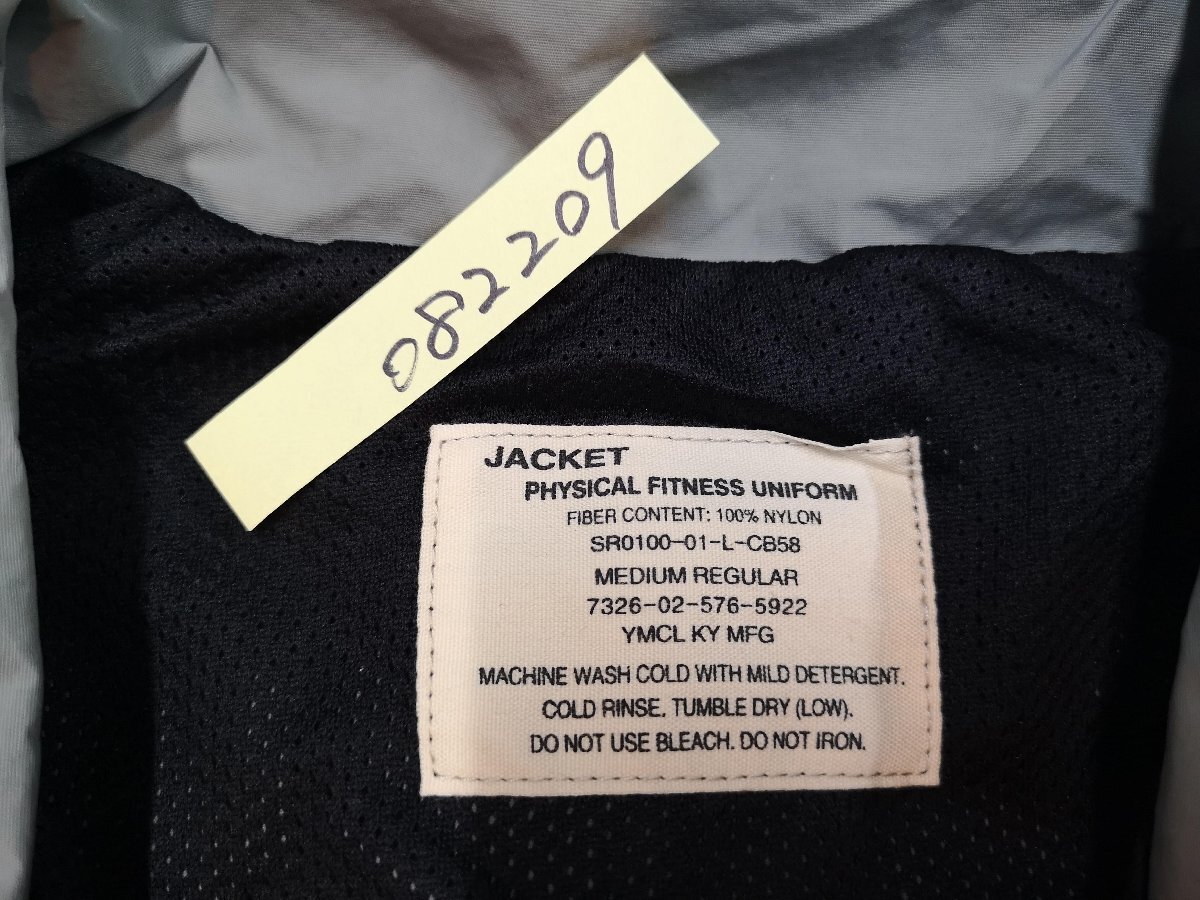 082209
JACKET
PHYSICAL FITNESS UNIFORM
FIBER CONTENT: 100% NYLON
SR0100-01-L-CB58
MEDIUM REGULAR
7326-02-576-5922
YMCL KY MFG
MACHINE WASH COLD WITH MILD DETERGENT.
COLD RINSE. TUMBLE DRY (LOW).
DO NOT USE BLEACH. DO NOT IRON.